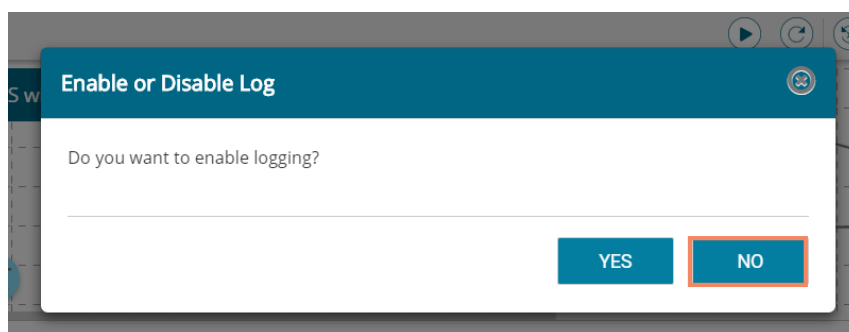 S w
Enable or Disable Log
Do you want to enable logging?
YES
NO